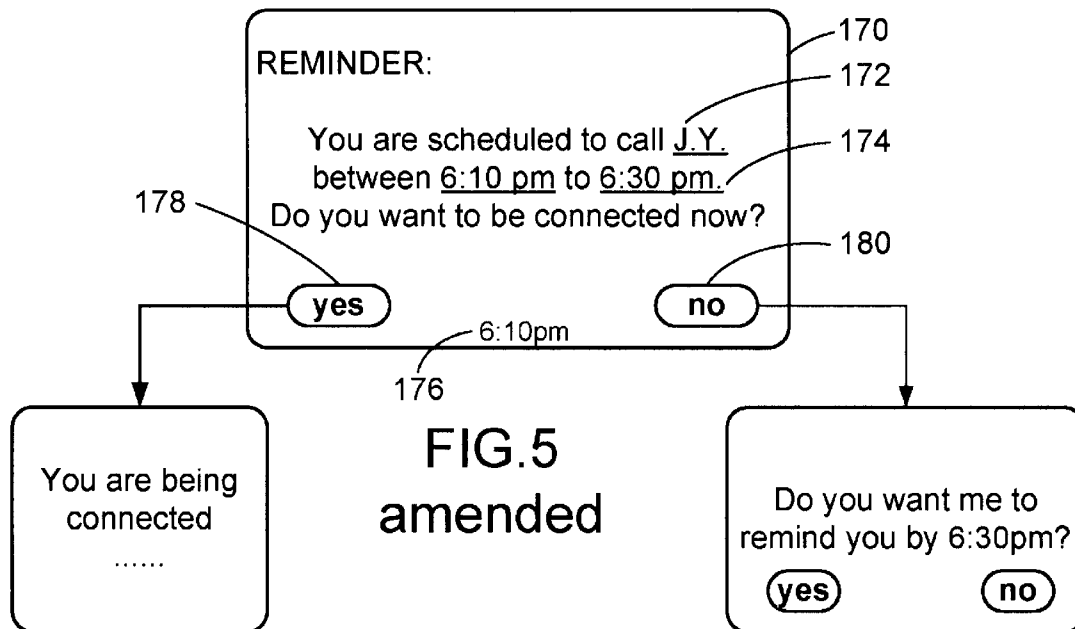 170
REMINDER:
172
You are scheduled to call J.Y.
174
between 6:10 pm to 6:30 pm.
178
Do you want to be connected now?
180
yes
no
6:10pm
176
FIG.5
amended
You are being
connected
......
Do you want me to
remind you by 6:30pm?
yes
no